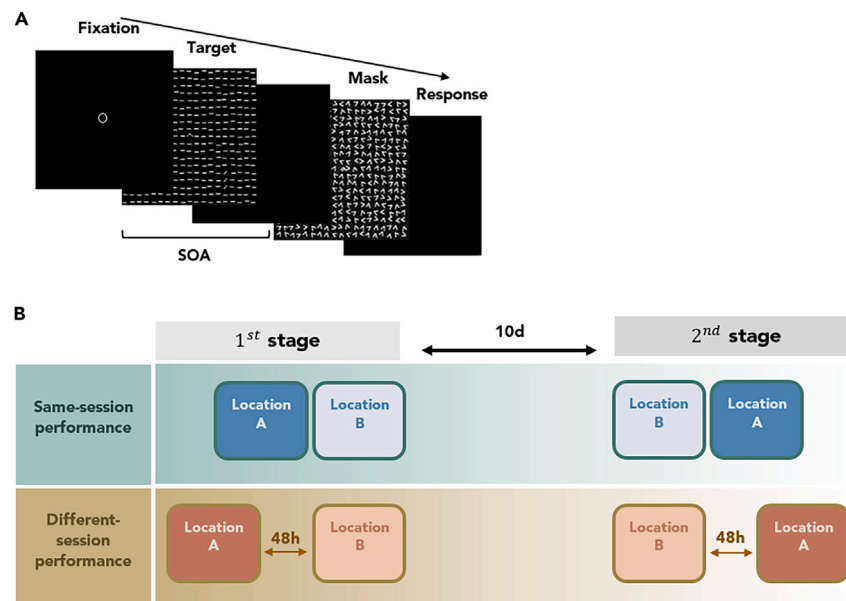 A
Fixation
Target
Mask
Response
SOA
B
1st stage
10d
2nd stage
Same-session
performance
Location
A
Location
B
Location
B
Location
A
Different-
session
performance
Location
A
48h
Location
B
Location
B
48h
Location
A